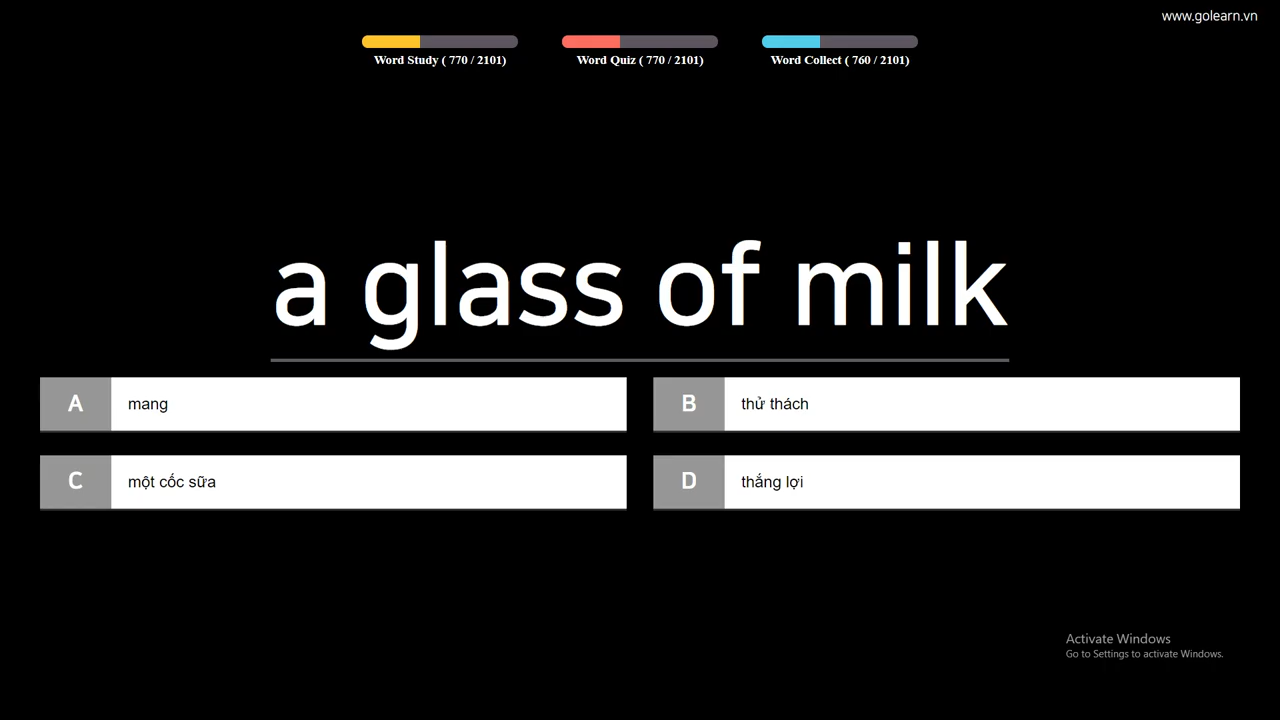 www.golearn.vn
Word Study ( 770 / 2101)
Word Quiz ( 770 / 2101)
Word Collect ( 760 / 2101)
a glass of milk
A mang
B thử thách
C một cốc sữa
D thắng lợi
Activate Windows
Go to Settings to activate Windows.